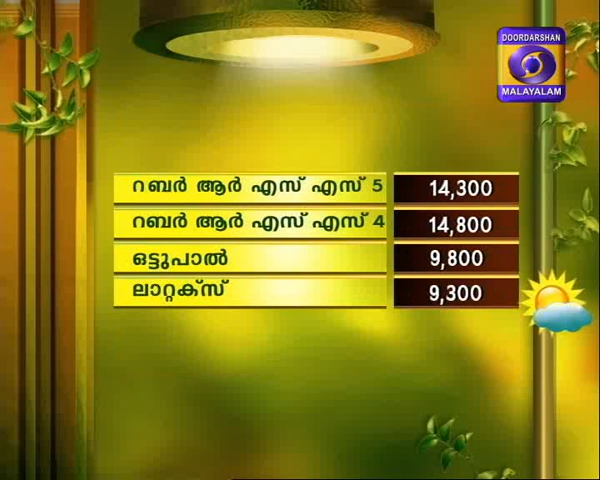 DOORDARSHAN
MALAYALAM
റബർ ആർ എസ് എസ് 5 14,300
റബർ ആർ എസ് എസ് 4 14,800
ഒട്ടുപാൽ 9,800
ലാറ്റക്സ് 9,300